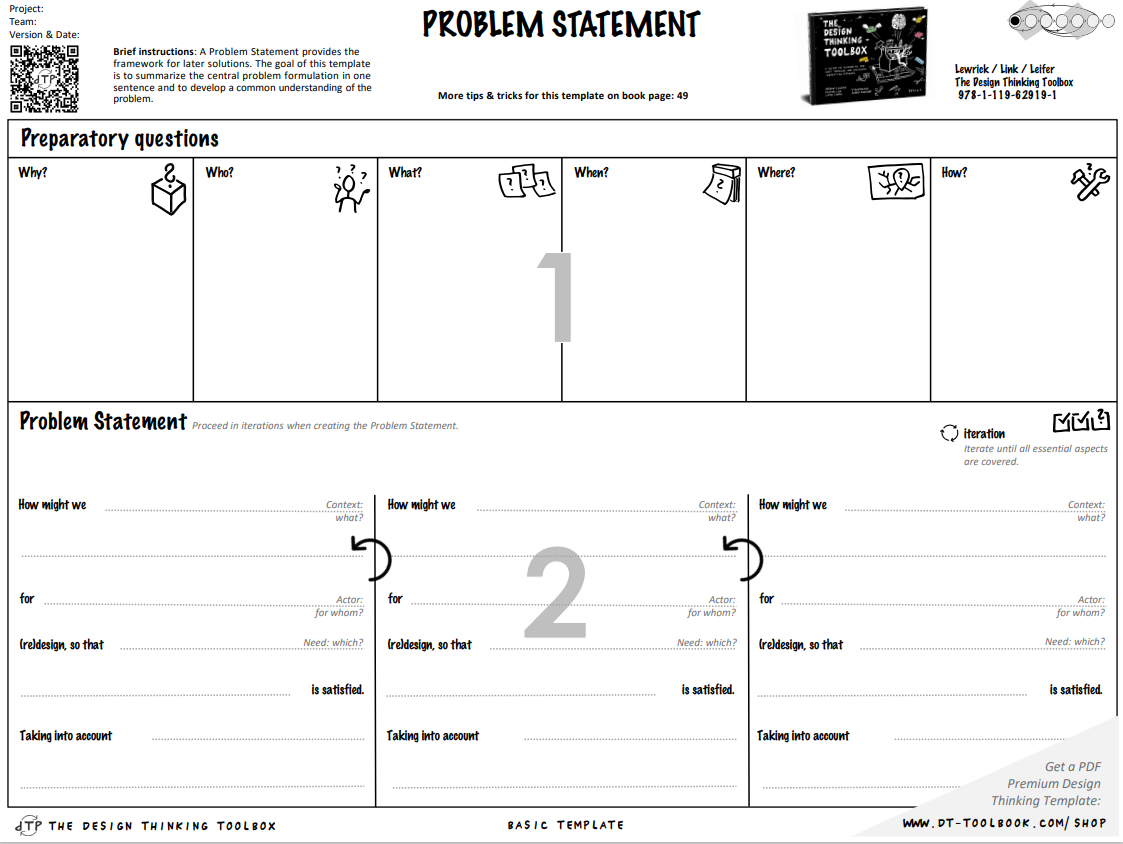 Project:
Team:
Version & Date:
PROBLEM STATEMENT
Brief instructions: A Problem Statement provides the
framework for later solutions. The goal of this template
is to summarize the central problem formulation in one
sentence and to develop a common understanding of the
problem.
More tips & tricks for this template on book page: 49
THE
DESIGN
THINKING
TOOLBOX
Lewrick / Link / Leifer
The Design Thinking Toolbox
978-1-119-62919-1
dTP
Preparatory questions
Why?
Who?
What?
When?
Where?
How?
1
Problem Statement Proceed in iterations when creating the Problem Statement.
iteration
Iterate until all essential aspects
are covered.
2
How might we
Context:
what?
for
Actor:
for whom?
(re)design, so that
Need: which?
is satisfied.
Taking into account
How might we
Context:
what?
for
Actor:
for whom?
(re)design, so that
Need: which?
is satisfied.
Taking into account
How might we
Context:
what?
for
Actor:
for whom?
(re)design, so that
Need: which?
is satisfied.
Taking into account
Get a PDF
Premium Design
Thinking Template:
dTP THE DESIGN THINKING TOOLBOX
BASIC TEMPLATE
WWW.DT-TOOLBOOK.COM/SHOP